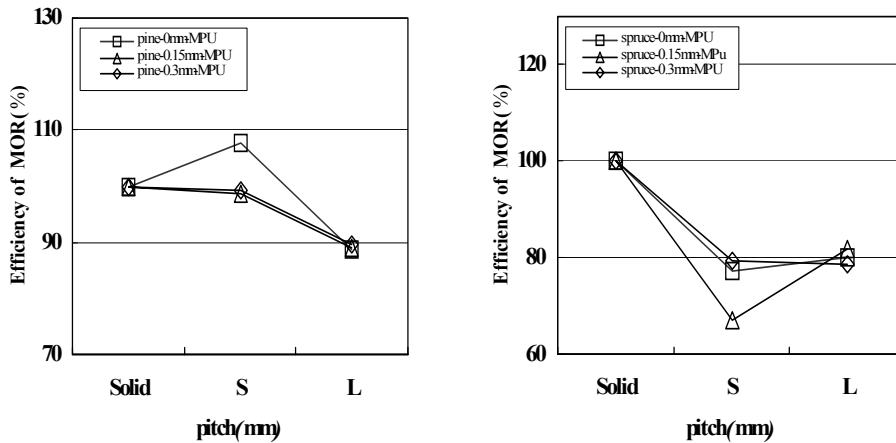 130
110
90
70
Efficiency of MOR(%)
pine-0mm-MPU
pine-0.15mm-MPU
pine-0.3mm-MPU
Solid S L
pitch(mm)
120
100
80
60
Efficiency of MOR(%)
spruce-0mm-MPU
spruce-0.15mm-MPu
spruce-0.3mm-MPU
Solid S L
pitch(mm)